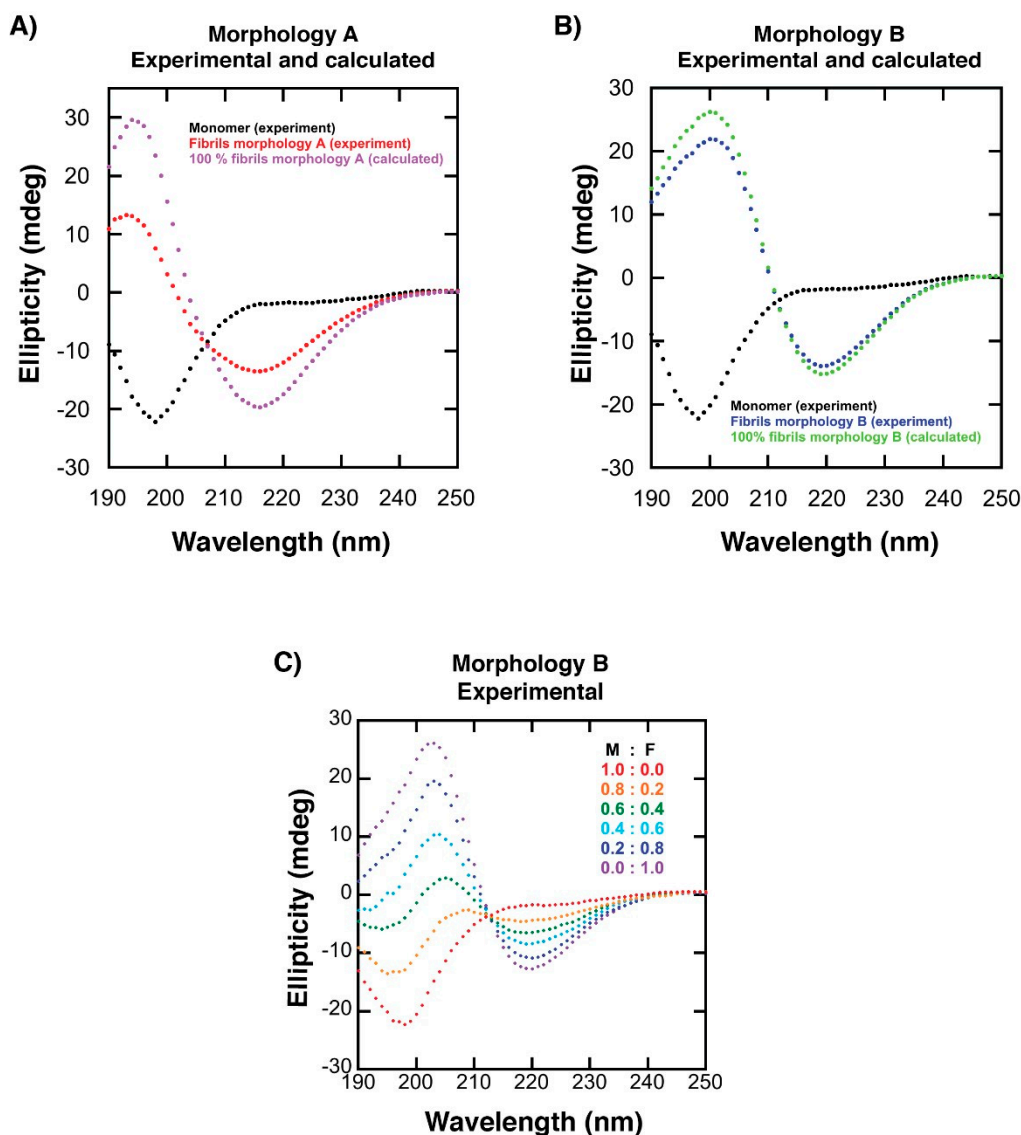 A)
Morphology A
Experimental and calculated
30
20
10
0
-10
-20
-30
Ellipticity (mdeg)
Monomer (experiment)
Fibrils morphology A (experiment)
100 % fibrils morphology A (calculated)
190 200 210 220 230 240 250
Wavelength (nm)
B)
Morphology B
Experimental and calculated
30
20
10
0
-10
-20
-30
Ellipticity (mdeg)
Monomer (experiment)
Fibrils morphology B (experiment)
100% fibrils morphology B (calculated)
190 200 210 220 230 240 250
Wavelength (nm)
C)
Morphology B
Experimental
30
20
10
0
-10
-20
-30
Ellipticity (mdeg)
M : F
1.0 : 0.0
0.8 : 0.2
0.6 : 0.4
0.4 : 0.6
0.2 : 0.8
0.0 : 1.0
190 200 210 220 230 240 250
Wavelength (nm)